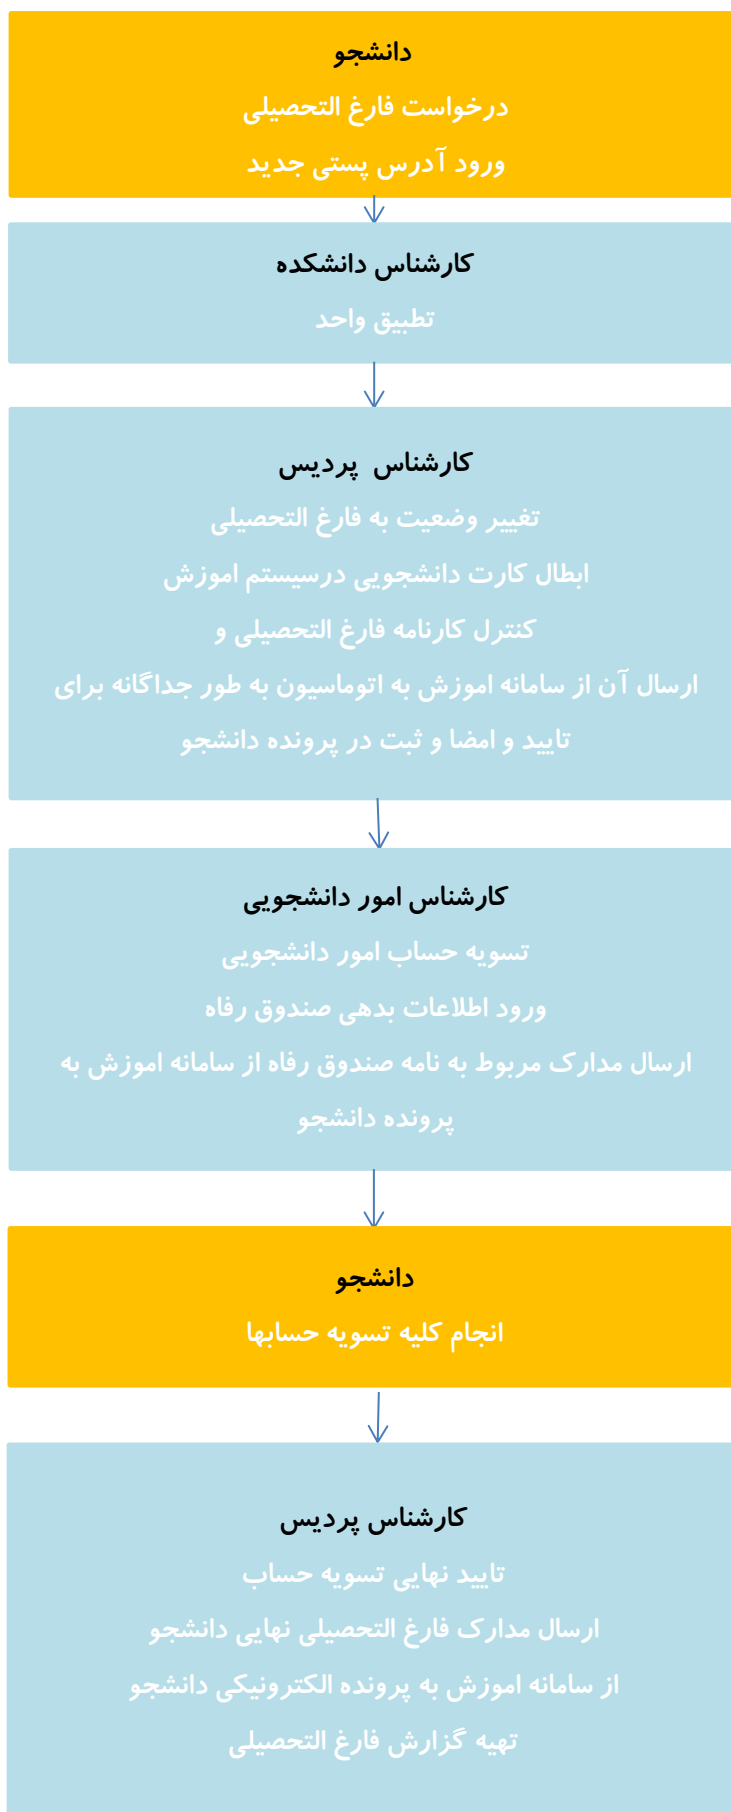 دانشجو
درخواست فارغ التحصیلی
ورود آدرس پستی جدید
کارشناس دانشکده
تطبیق واحد
کارشناس پردیس
تغییر وضعیت به فارغ التحصیلی
ابطال کارت دانشجویی درسیستم اموزش
کنترل کارنامه فارغ التحصیلی و
ارسال آن از سامانه اموزش به اتوماسیون به طور جداگانه برای
تایید و امضا و ثبت در پرونده دانشجو
کارشناس امور دانشجویی
تسویه حساب امور دانشجویی
ورود اطلاعات بدهی صندوق رفاه
ارسال مدارک مربوط به نامه صندوق رفاه از سامانه اموزش به
پرونده دانشجو
دانشجو
انجام کلیه تسویه حسابها
کارشناس پردیس
تایید نهایی تسویه حساب
ارسال مدارک فارغ التحصیلی نهایی دانشجو
از سامانه اموزش به پرونده الکترونیکی دانشجو
تهیه گزارش فارغ التحصیلی